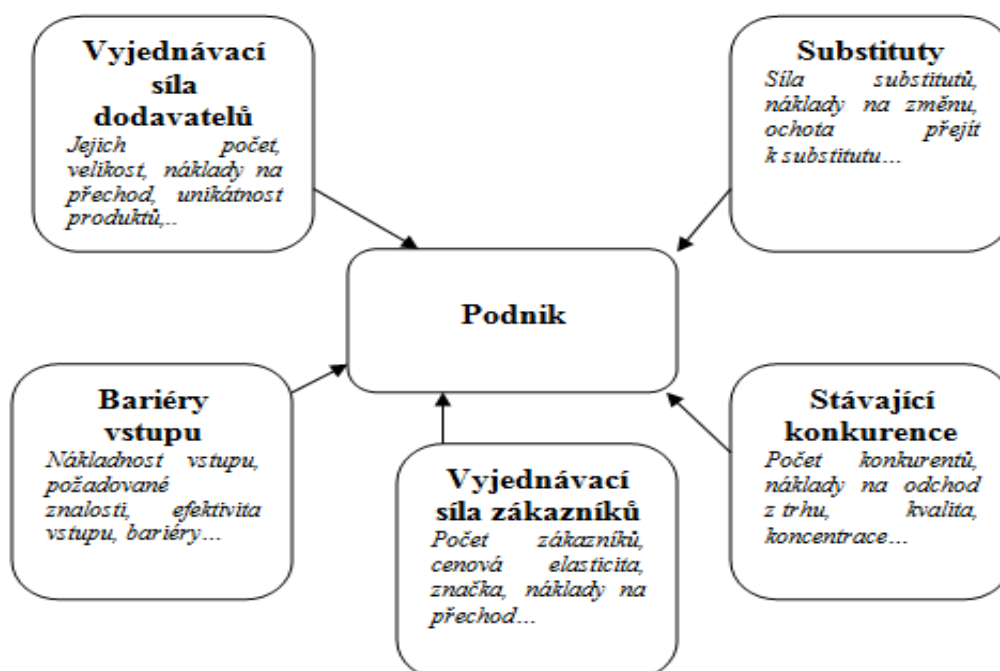 Vyjednávací
síla
dodavatelů
Jejich počet,
velikost, náklady na
přechod, unikátnost
produktů,..
Substituty
Síla substitutů,
náklady na změnu,
ochota přejít
k substitutu...
Podnik
Bariéry
vstupu
Nákladnost vstupu,
požadované
znalosti, efektivita
vstupu, bariéry...
Vyjednávací
síla zákazníků
Počet zákazníků,
cenová elasticita,
značka, náklady na
přechod...
Stávající
konkurence
Počet konkurentů,
náklady na odchod
z trhu, kvalita,
koncentrace...